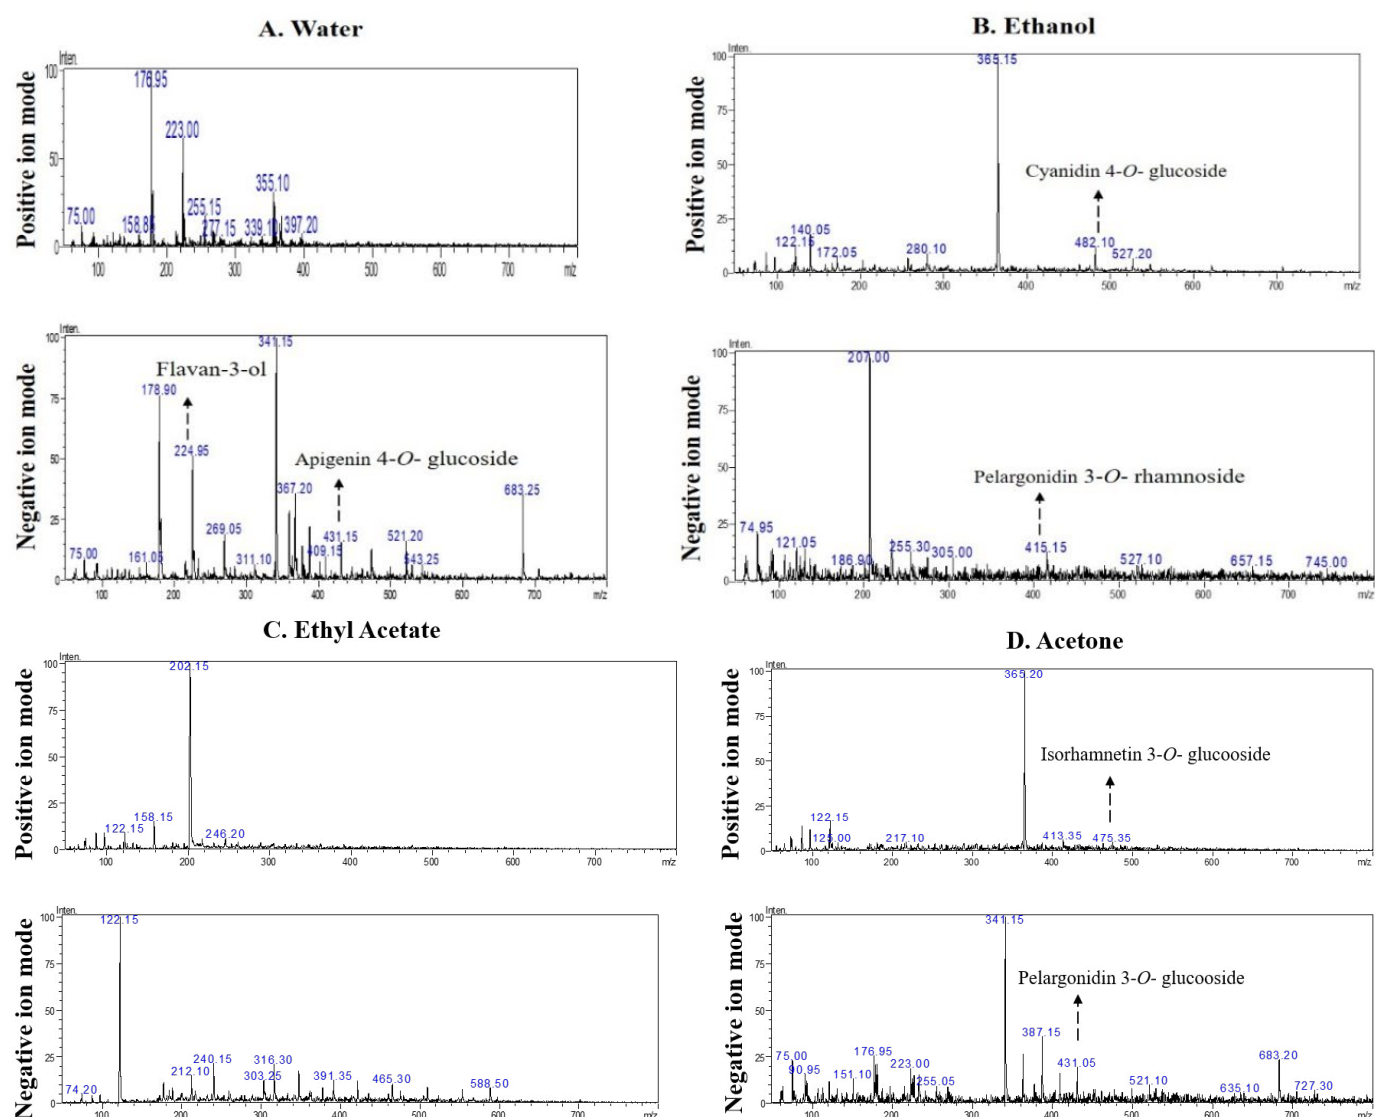 A. Water
Positive ion mode
Inten.
100
50
176.95
223.00
355.10
75.00
158.85
255.15
277.15
339.10
397.20
100 200 300 400 500 600 700 m/z
Negative ion mode
Inten.
100
75
50
25
341.15
Flavan-3-ol
178.90
224.95
Apigenin 4-O- glucoside
367.20
683.25
269.05
75.00
161.05
311.10
409.15
431.15
521.20
543.25
100 200 300 400 500 600 700 m/z
B. Ethanol
Positive ion mode
Inten.
100
75
50
25
365.15
Cyanidin 4-O- glucoside
140.05
122.15
172.05
280.10
482.10
527.20
100 200 300 400 500 600 700 m/z
Negative ion mode
Inten.
100
75
50
25
207.00
Pelargonidin 3-O- rhamnoside
74.95
121.05
186.90
255.30
305.00
415.15
527.10
657.15
745.00
100 200 300 400 500 600 700 m/z
C. Ethyl Acetate
Positive ion mode
Inten.
100
75
50
25
202.15
158.15
122.15
246.20
100 200 300 400 500 600 700 m/z
Negative ion mode
Inten.
100
75
50
25
122.15
74.20
212.10
240.15
303.25
316.30
391.35
465.30
588.50
100 200 300 400 500 600 700 m/z
D. Acetone
Positive ion mode
Inten.
100
75
50
25
365.20
Isorhamnetin 3-O- glucooside
122.15
125.00
217.10
413.35
475.35
100 200 300 400 500 600 700 m/z
Negative ion mode
Inten.
100
75
50
25
341.15
Pelargonidin 3-O- glucooside
387.15
75.00
90.95
151.10
176.95
223.00
255.05
431.05
521.10
635.10
683.20
727.30
100 200 300 400 500 600 700 m/z